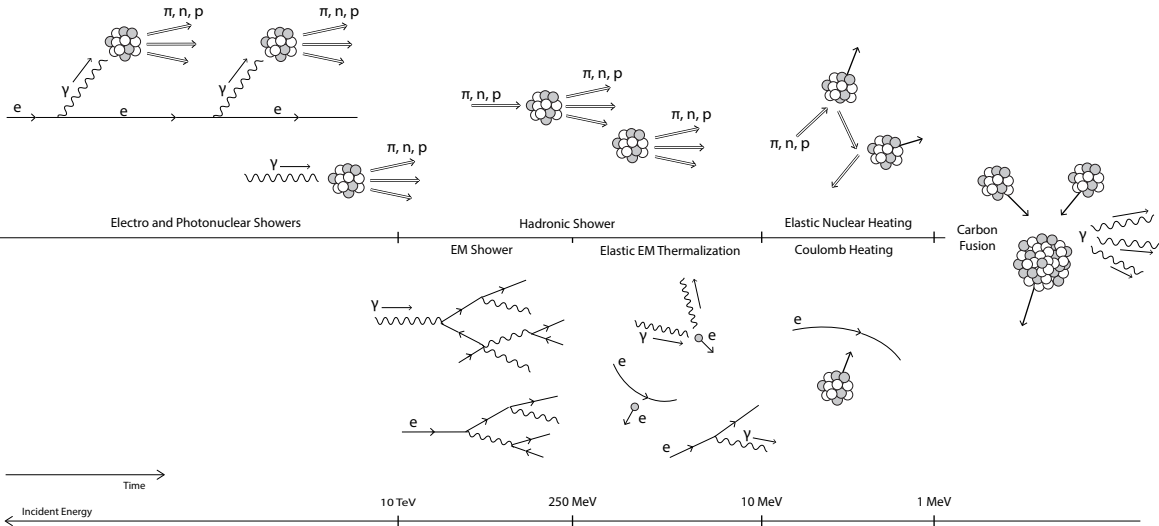 π, n, p
π, n, p
γ
γ
e
e
e
γ
π, n, p
π, n, p
π, n, p
π, n, p
π, n, p
Electro and Photonuclear Showers
Hadronic Shower
Elastic Nuclear Heating
Carbon
Fusion
γ
EM Shower
Elastic EM Thermalization
Coulomb Heating
γ
γ
e
e
e
e
e
e
γ
Time
Incident Energy
10 TeV
250 MeV
10 MeV
1 MeV